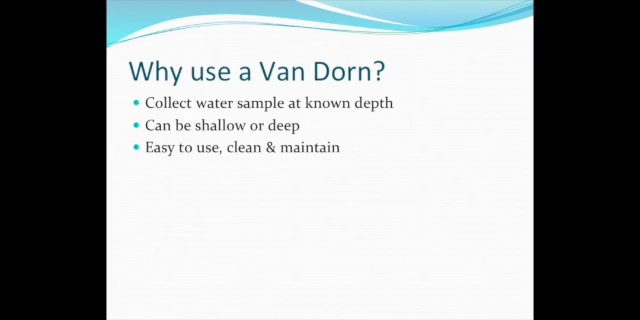 Why use a Van Dorn?
• Collect water sample at known depth
• Can be shallow or deep
• Easy to use, clean & maintain